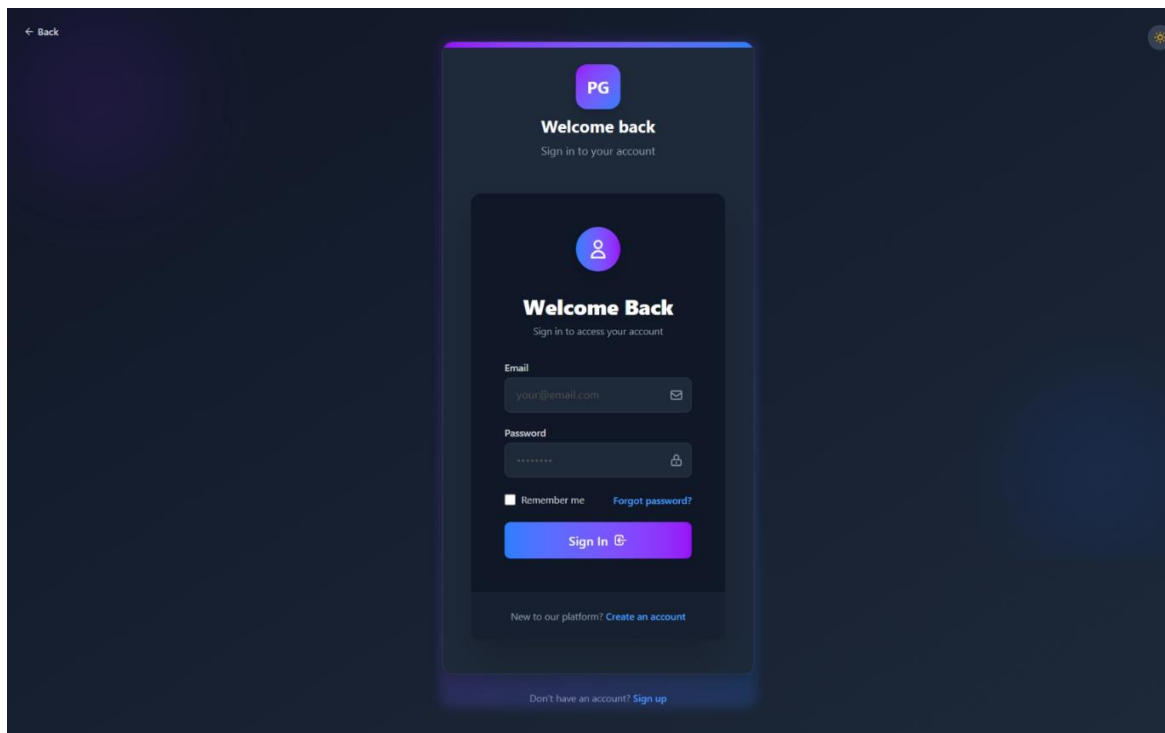 ← Back
PG
Welcome back
Sign in to your account
Welcome Back
Sign in to access your account
Email
your@email.com
Password
••••••••
Remember me Forgot password?
Sign In
New to our platform? Create an account
Don't have an account? Sign up